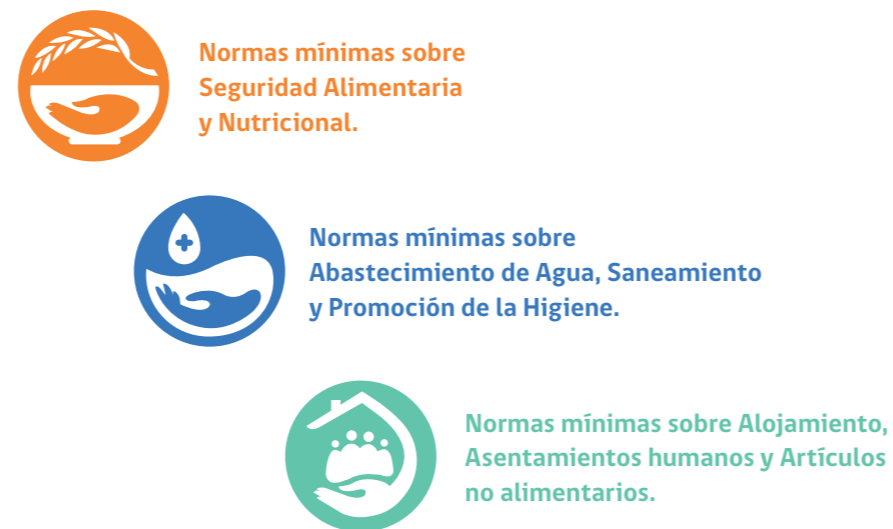 Normas mínimas sobre
Seguridad Alimentaria
y Nutricional.
Normas mínimas sobre
Abastecimiento de Agua, Saneamiento
y Promoción de la Higiene.
Normas mínimas sobre Alojamiento,
Asentamientos humanos y Artículos
no alimentarios.